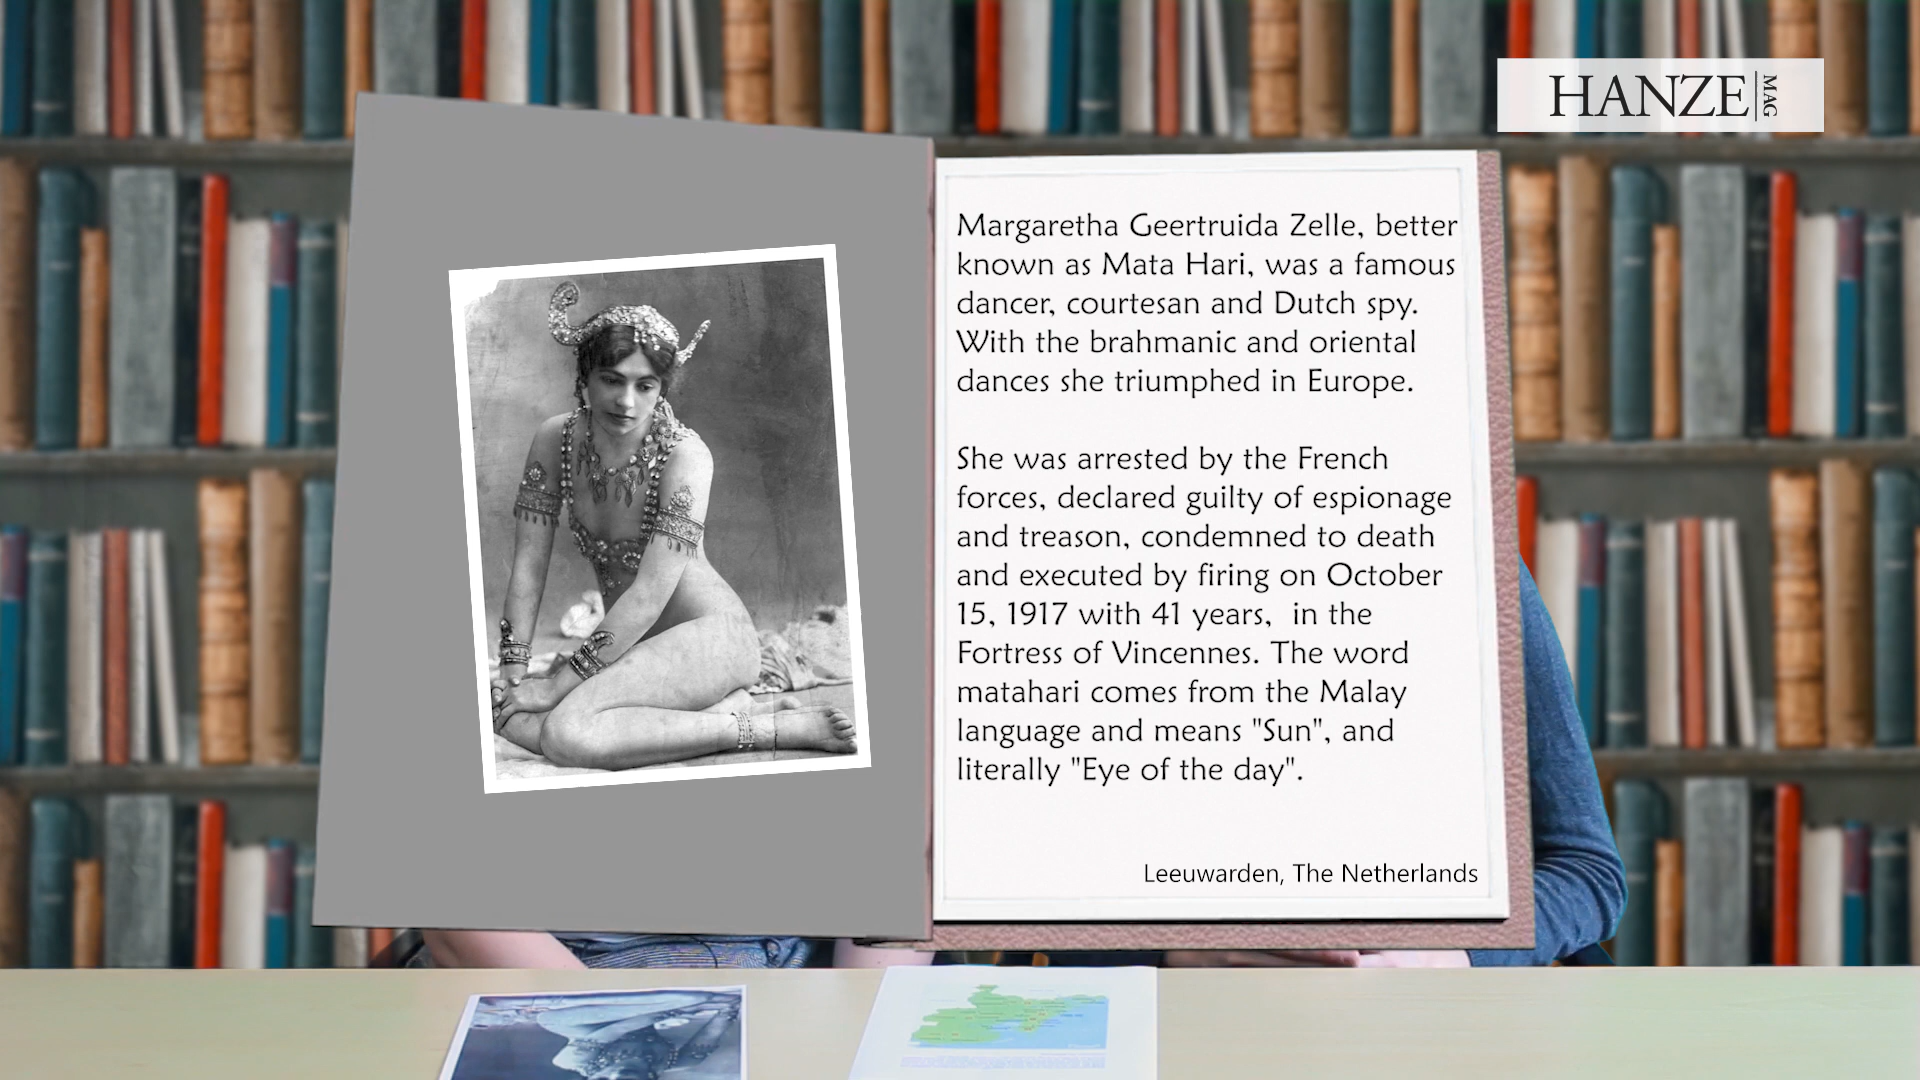 HANZE MAG
Margaretha Geertruida Zelle, better
known as Mata Hari, was a famous
dancer, courtesan and Dutch spy.
With the brahmanic and oriental
dances she triumphed in Europe.
She was arrested by the French
forces, declared guilty of espionage
and treason, condemned to death
and executed by firing on October
15, 1917 with 41 years,  in the
Fortress of Vincennes. The word
matahari comes from the Malay
language and means "Sun", and
literally "Eye of the day".
Leeuwarden, The Netherlands